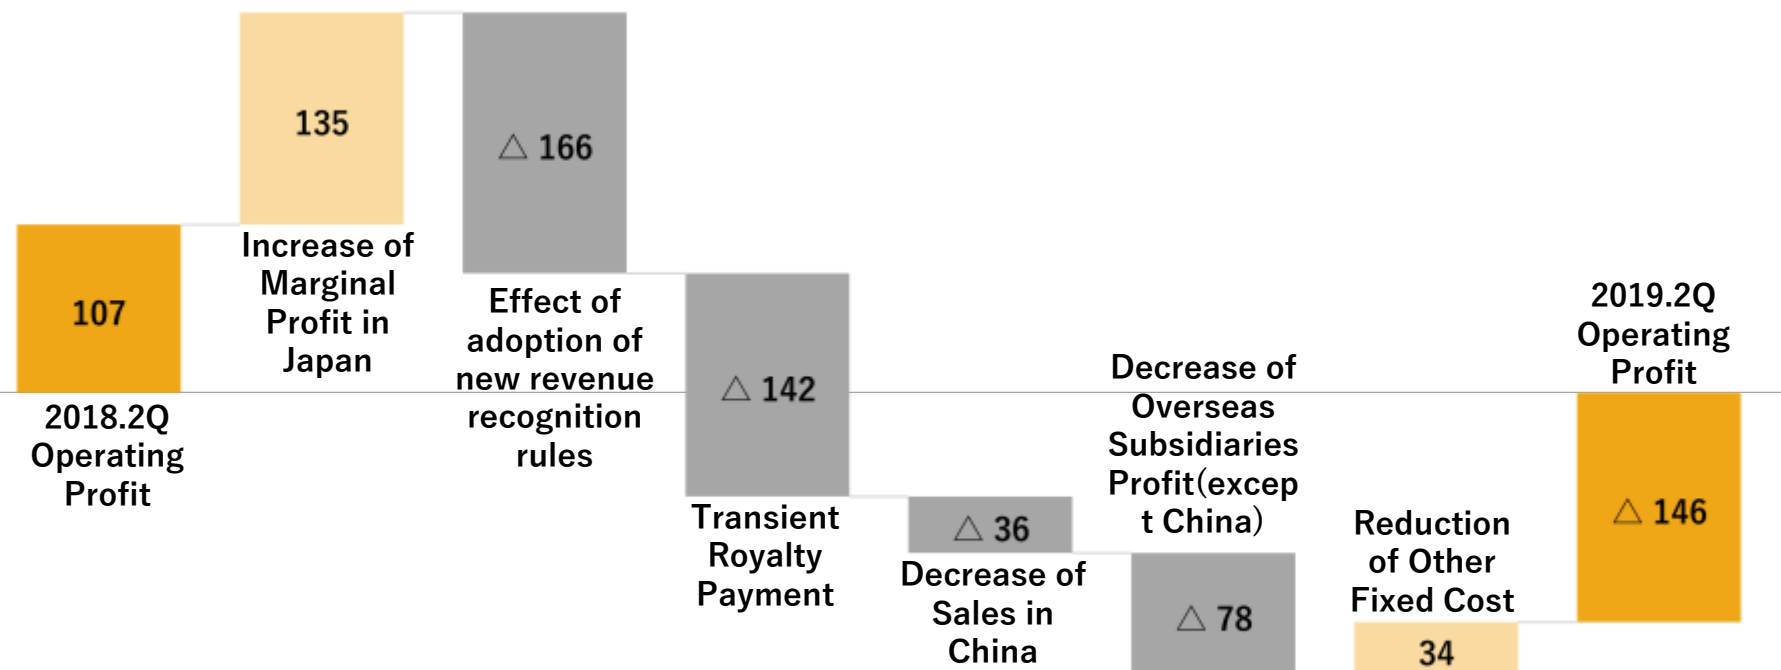 107
2018.2Q
Operating
Profit
135
Increase of
Marginal
Profit in
Japan
△ 166
Effect of
adoption of
new revenue
recognition
rules
△ 142
Transient
Royalty
Payment
△ 36
Decrease of
Sales in
China
Decrease of
Overseas
Subsidiaries
Profit(excep
t China)
△ 78
Reduction
of Other
Fixed Cost
34
2019.2Q
Operating
Profit
△ 146